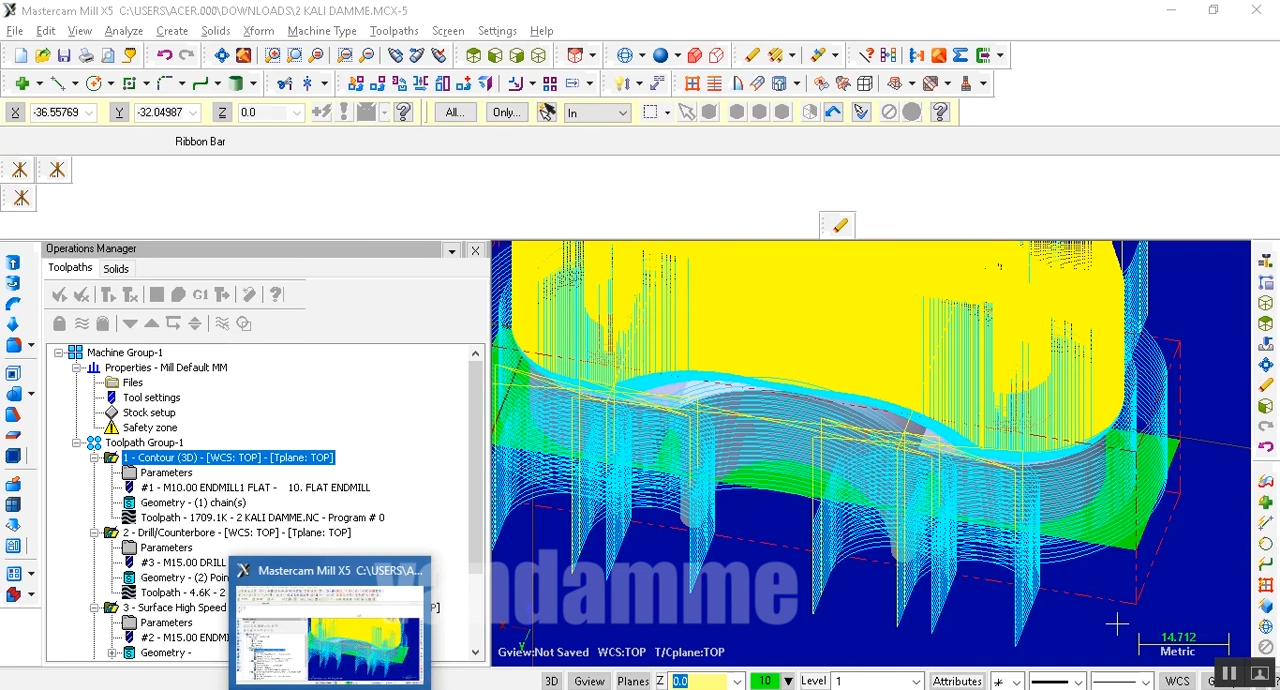 Mastercam Mill X5 C:\USERS\ACER.000\DOWNLOADS\2 KALI DAMME.MCX-5
File Edit View Analyze Create Solids Xform Machine Type Toolpaths Screen Settings Help
X -36.55769 Y -32.04987 Z 0.0 All... Only... In
Ribbon Bar
Operations Manager
Toolpaths Solids
G1
Machine Group-1
Properties - Mill Default MM
Files
Tool settings
Stock setup
Safety zone
Toolpath Group-1
1 - Contour (3D) - [WCS: TOP] - [Tplane: TOP]
Parameters
#1 - M10.00 ENDMILL1 FLAT - 10. FLAT ENDMILL
Geometry - (1) chain(s)
Toolpath - 1709.1K - 2 KALI DAMME.NC - Program # 0
2 - Drill/Counterbore - [WCS: TOP] - [Tplane: TOP]
Parameters
#3 - M15.00 DRILL
Geometry - (2) Poin
Toolpath - 4.6K - 2
3 - Surface High Speed
Parameters
#2 - M15.00 ENDM
Geometry -
Mastercam Mill X5 C:\USERS\A...
vandamme
14.712
Metric
Gview:Not Saved WCS:TOP T/Cplane:TOP
3D Gview Planes Z 0.0 10 Level 1 Attributes WCS